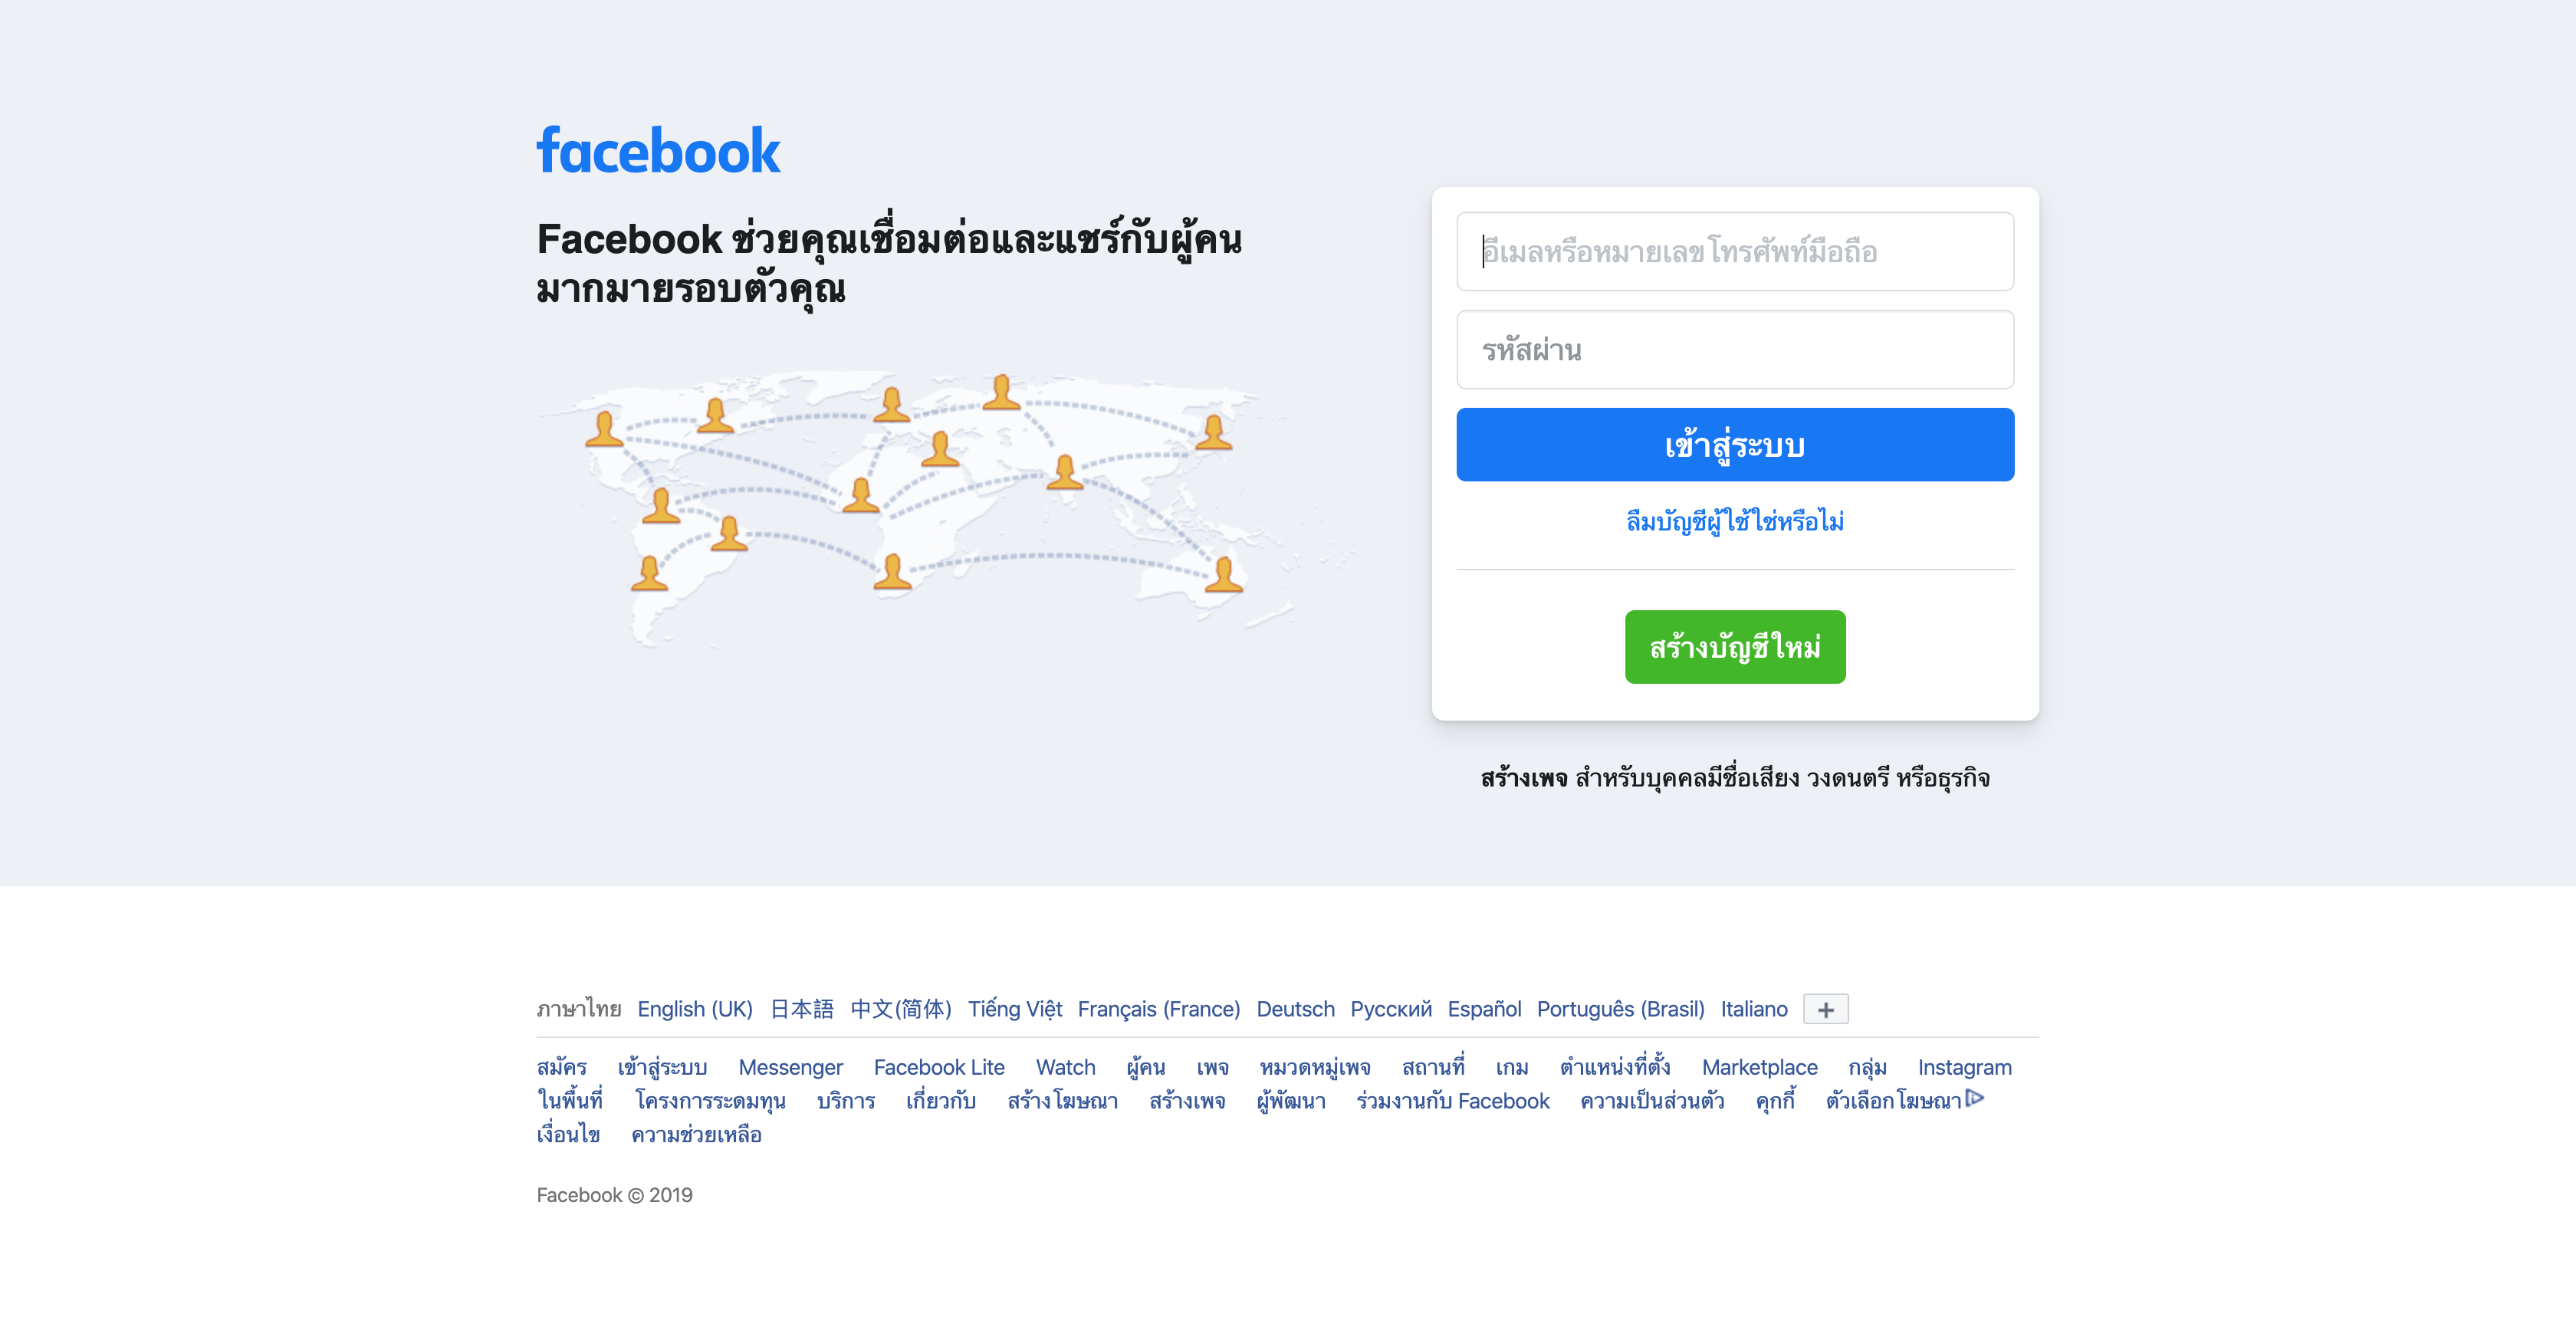 facebook
Facebook ช่วยคุณเชื่อมต่อและแชร์กับผู้คน
มากมายรอบตัวคุณ
อีเมลหรือหมายเลขโทรศัพท์มือถือ
รหัสผ่าน
เข้าสู่ระบบ
ลืมบัญชีผู้ใช้ใช่หรือไม่
สร้างบัญชีใหม่
สร้างเพจ สำหรับบุคคลมีชื่อเสียง วงดนตรี หรือธุรกิจ
ภาษาไทย English (UK) 日本語 中文(简体) Tiếng Việt Français (France) Deutsch Русский Español Português (Brasil) Italiano +
สมัคร เข้าสู่ระบบ Messenger Facebook Lite Watch ผู้คน เพจ หมวดหมู่เพจ สถานที่ เกม ตำแหน่งที่ตั้ง Marketplace กลุ่ม Instagram
ในพื้นที่ โครงการระดมทุน บริการ เกี่ยวกับ สร้างโฆษณา สร้างเพจ ผู้พัฒนา ร่วมงานกับ Facebook ความเป็นส่วนตัว คุกกี้ ตัวเลือกโฆษณา
เงื่อนไข ความช่วยเหลือ
Facebook © 2019